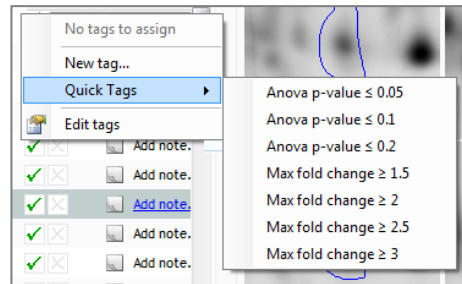 No tags to assign
New tag...
Quick Tags
Edit tags
Anova p-value ≤ 0.05
Anova p-value ≤ 0.1
Anova p-value ≤ 0.2
Max fold change ≥ 1.5
Max fold change ≥ 2
Max fold change ≥ 2.5
Max fold change ≥ 3
Add note.
Add note.
Add note.
Add note.
Add note.